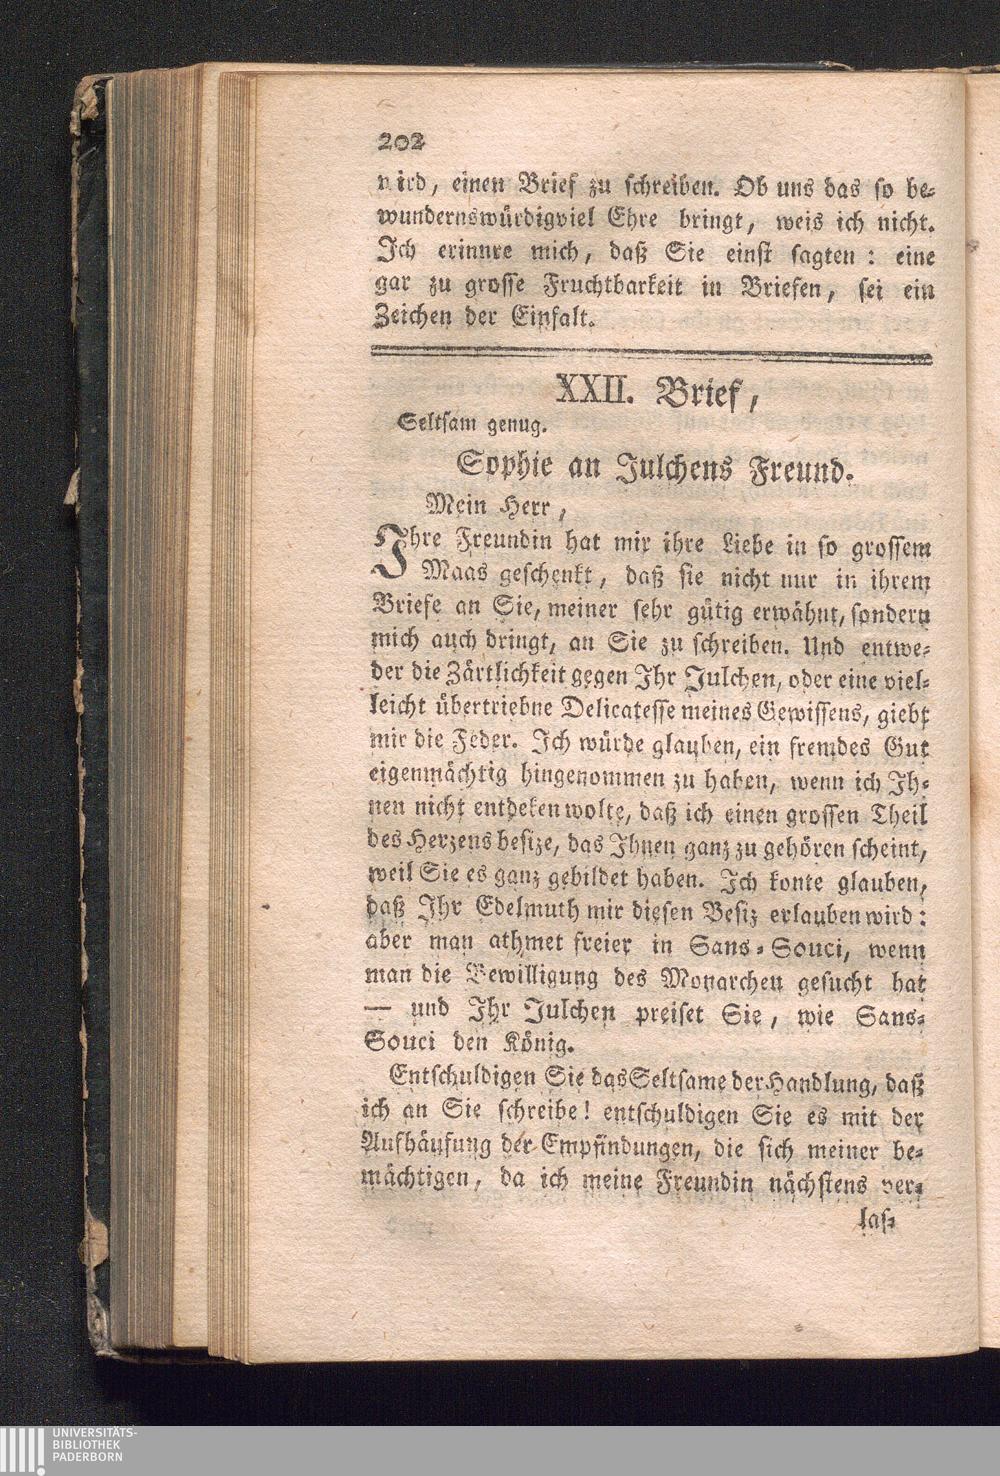 202
wird, einen Brief zu schreiben. Ob uns das so be-
wundernswürdigviel Ehre bringt, weis ich nicht.
Ich erinnre mich, daß Sie einst sagten: eine
gar zu grosse Fruchtbarkeit in Briefen, sei ein
Zeichen der Einfalt.
XXII. Brief,
Seltsam genug.
Sophie an Julchens Freund.
Mein Herr,
Ihre Freundin hat mir ihre Liebe in so grossem
Maas geschenkt, daß sie nicht nur in ihrem
Briefe an Sie, meiner sehr gütig erwähnt, sondern
mich auch dringt, an Sie zu schreiben. Und entwe-
der die Zärtlichkeit gegen Ihr Julchen, oder eine viel-
leicht übertriebne Delicatesse meines Gewissens, giebt
mir die Feder. Ich würde glauben, ein fremdes Gut
eigenmächtig hingenommen zu haben, wenn ich Ih-
nen nicht entdeken wolte, daß ich einen grossen Theil
des Herzens besize, das Ihnen ganz zu gehören scheint,
weil Sie es ganz gebildet haben. Ich konte glauben,
daß Ihr Edelmuth mir diesen Besiz erlauben wird:
aber man athmet freier in Sans-Souci, wenn
man die Bewilligung des Monarchen gesucht hat
— und Ihr Julchen preiset Sie, wie Sans-
Souci den König.
Entschuldigen Sie das Seltsame der Handlung, daß
ich an Sie schreibe! entschuldigen Sie es mit der
Aufhäufung der Empfindungen, die sich meiner be-
mächtigen, da ich meine Freundin nächstens ver-
las-
UNIVERSITÄTS-
BIBLIOTHEK
PADERBORN